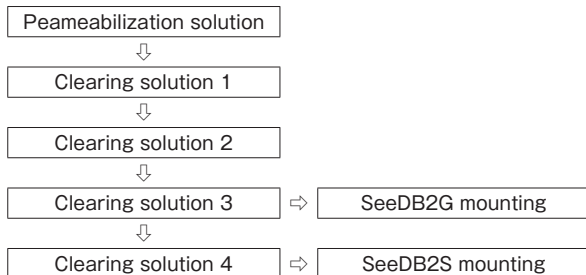 Peameabilization solution
Clearing solution 1
Clearing solution 2
Clearing solution 3
SeeDB2G mounting
Clearing solution 4
SeeDB2S mounting